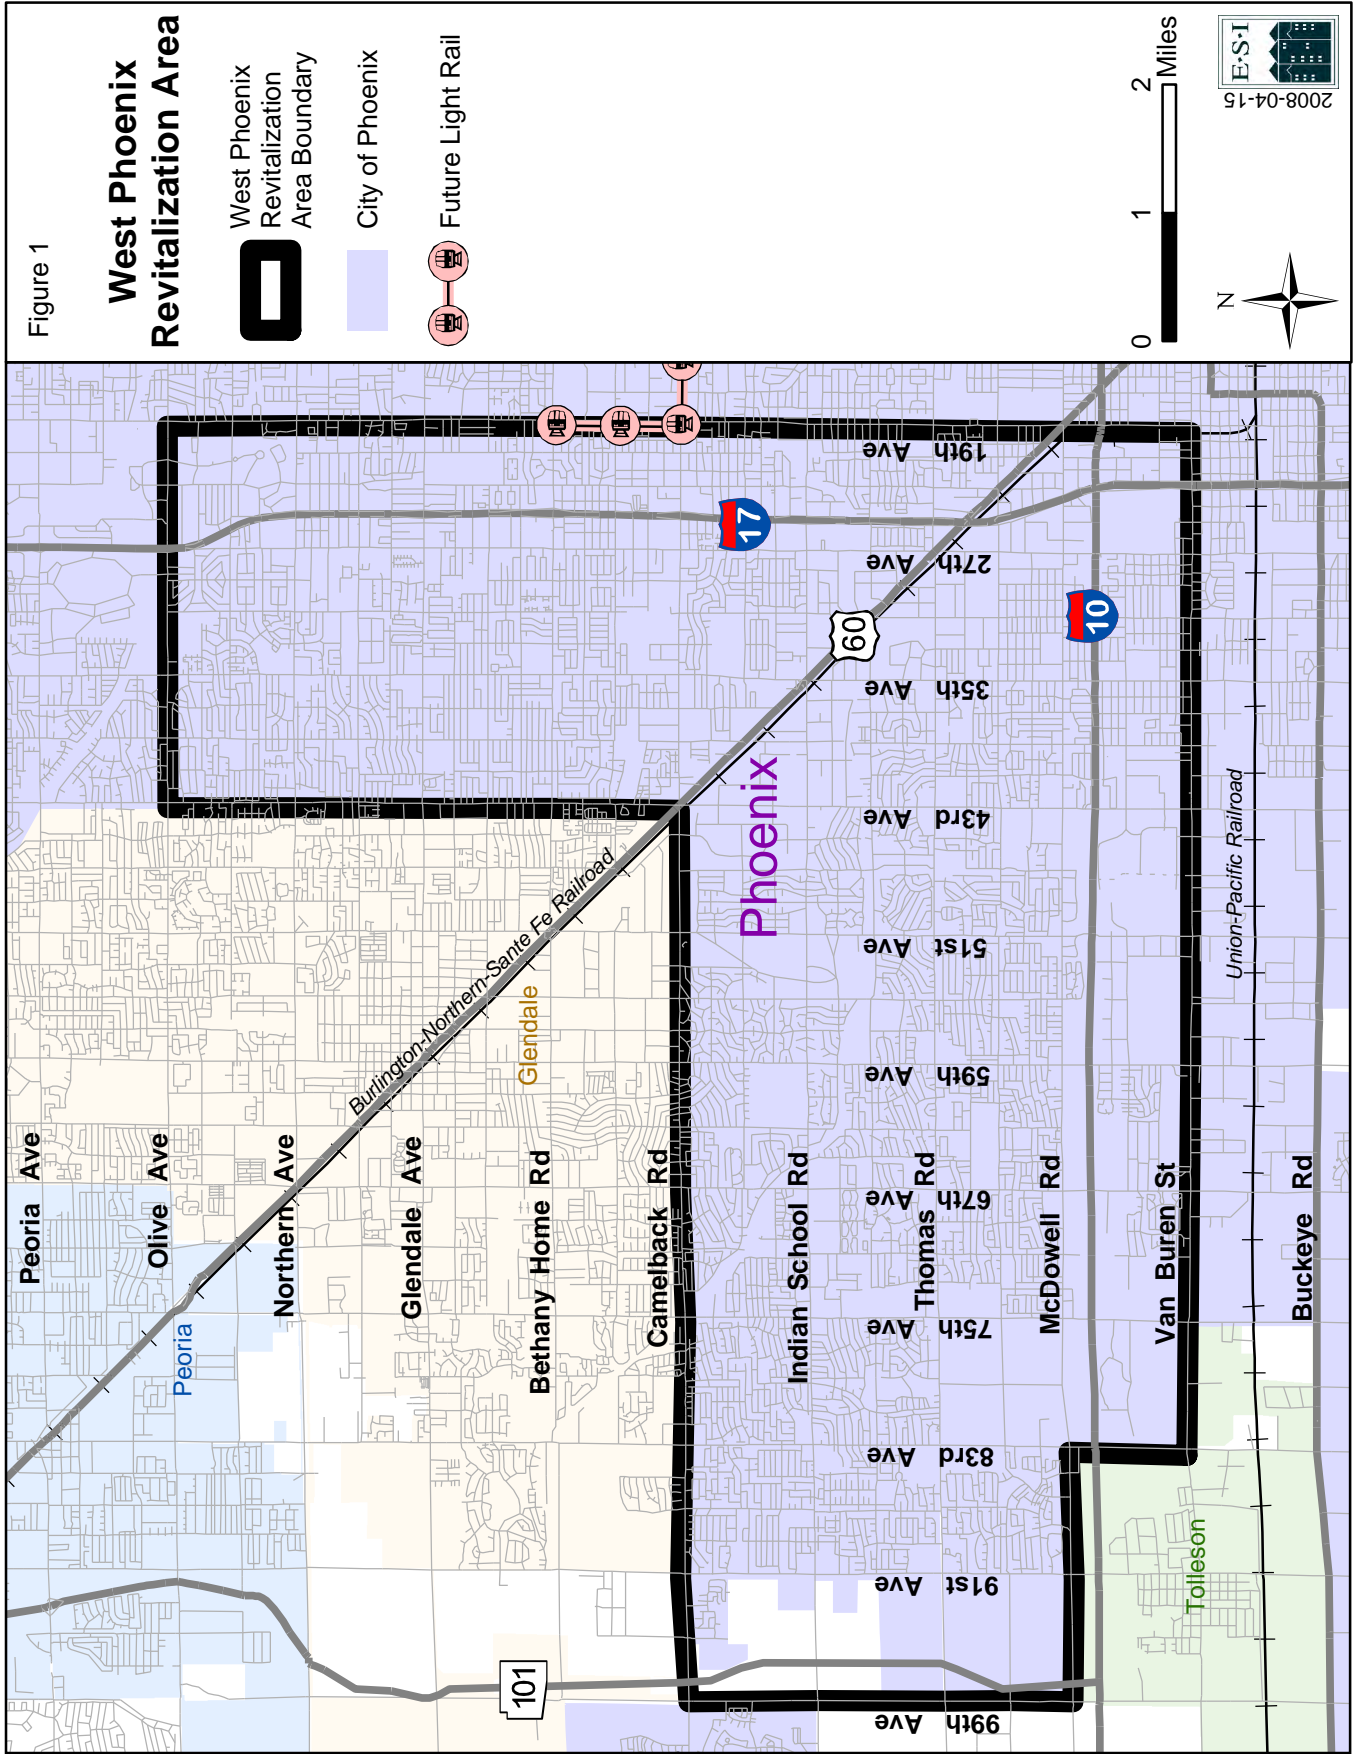 Figure 1
West Phoenix
Revitalization Area
West Phoenix
Revitalization
Area Boundary
City of Phoenix
Future Light Rail
0 1 2
Miles
N
E·S·I
2008-04-15
Peoria Ave
Olive Ave
Northern Ave
Glendale Ave
Bethany Home Rd
Camelback Rd
Indian School Rd
Thomas Rd
McDowell Rd
Van Buren St
Buckeye Rd
99th Ave
91st Ave
83rd Ave
75th Ave
67th Ave
59th Ave
51st Ave
43rd Ave
35th Ave
27th Ave
19th Ave
Peoria
Glendale
Phoenix
Tolleson
Burlington-Northern-Sante Fe Railroad
Union-Pacific Railroad
101
60
17
10